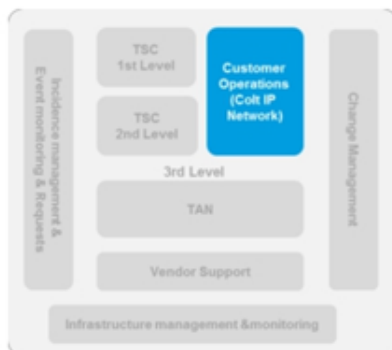 Incidence management &
Event monitoring & Requests
TSC
1st Level
TSC
2nd Level
Customer
Operations
(Colt IP
Network)
3rd Level
TAN
Vendor Support
Change Management
Infrastructure management &monitoring